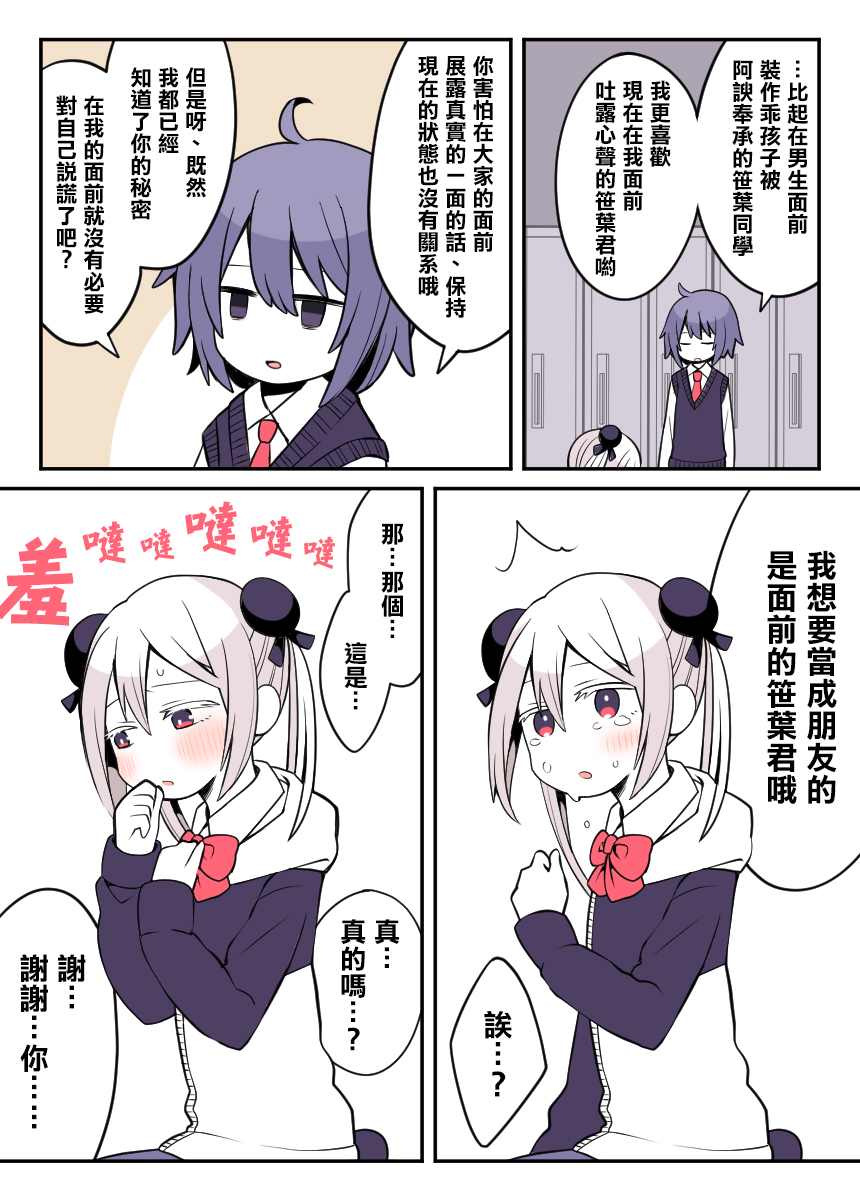 …比起在男生面前
裝作乖孩子被
阿諛奉承的笹葉同學
我更喜歡
現在在我面前
吐露心聲的笹葉君喲
你害怕在大家的面前
展露真實的一面的話、保持
現在的狀態也沒有關系哦
但是呀、既然
我都已經
知道了你的秘密
在我的面前就沒有必要
對自己説謊了吧？
我想要當成朋友的
是面前的笹葉君哦
誒…？
那…那個…
這是…
羞
噠
噠
噠
噠
噠
真…
真的嗎…？
謝…
謝謝…你……